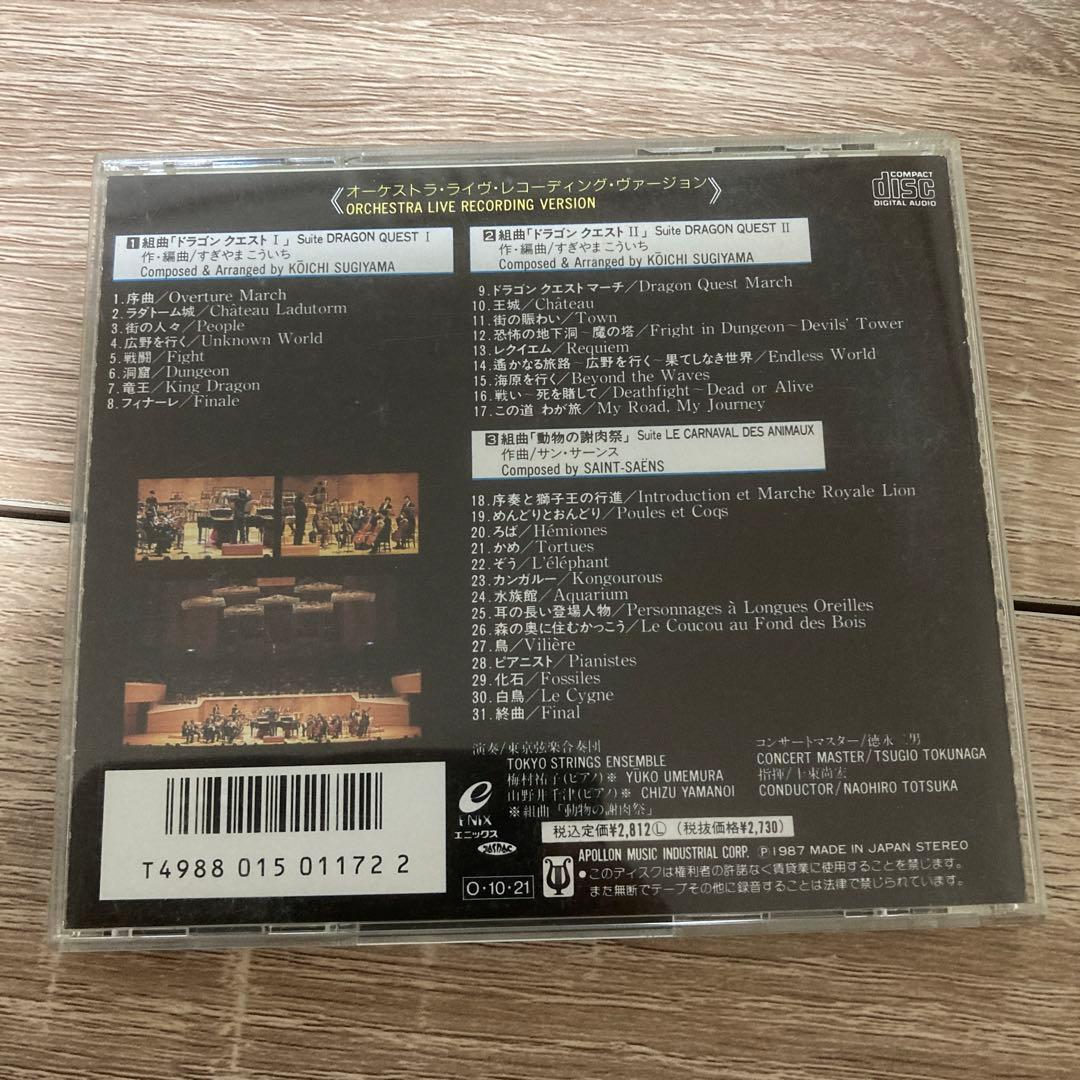 オーケストラ・ライヴ・レコーディング・ヴァージョン
ORCHESTRA LIVE RECORDING VERSION
COMPACT
disc
DIGITAL AUDIO
1 組曲「ドラゴン クエストI」 Suite DRAGON QUEST I
作・編曲/すぎやまこういち
Composed & Arranged by KŌICHI SUGIYAMA
1.序曲/Overture March
2.ラダトーム城/Château Ladutorm
3.街の人々/People
4.広野を行く/Unknown World
5.戦闘/Fight
6.洞窟/Dungeon
7.竜王/King Dragon
8.フィナーレ/Finale
2 組曲「ドラゴン クエストII」 Suite DRAGON QUEST II
作・編曲/すぎやまこういち
Composed & Arranged by KŌICHI SUGIYAMA
9.ドラゴン クエスト マーチ/Dragon Quest March
10.王城/Château
11.街の賑わい/Town
12.恐怖の地下洞~魔の塔/Fright in Dungeon~Devils' Tower
13.レクイエム/Requiem
14.遙かなる旅路~広野を行く~果てしなき世界/Endless World
15.海原を行く/Beyond the Waves
16.戦い~死を賭して/Deathfight~Dead or Alive
17.この道 わが旅/My Road, My Journey
3 組曲「動物の謝肉祭」 Suite LE CARNAVAL DES ANIMAUX
作曲/サン・サーンス
Composed by SAINT-SAËNS
18.序奏と獅子王の行進/Introduction et Marche Royale Lion
19.めんどりとおんどり/Poules et Coqs
20.ろば/Hémiones
21.かめ/Tortues
22.ぞう/L'éléphant
23.カンガルー/Kongourous
24.水族館/Aquarium
25.耳の長い登場人物/Personnages à Longues Oreilles
26.森の奥に住むかっこう/Le Coucou au Fond des Bois
27.鳥/Vilière
28.ピアニスト/Pianistes
29.化石/Fossiles
30.白鳥/Le Cygne
31.終曲/Final
演奏/東京弦楽合奏団
TOKYO STRINGS ENSEMBLE
梅村祐子(ピアノ)※ YŪKO UMEMURA
山野井千津(ピアノ)※ CHIZU YAMANOI
※組曲「動物の謝肉祭」
コンサートマスター/徳永二男
CONCERT MASTER/TSUGIO TOKUNAGA
指揮/上東尚宏
CONDUCTOR/NAOHIRO TOTSUKA
ENIX
エニックス
JASRAC
税込定価¥2,812Ⓛ (税抜価格¥2,730)
APOLLON MUSIC INDUSTRIAL CORP. Ⓟ1987 MADE IN JAPAN STEREO
●このディスクは権利者の許諾なく賃貸業に使用することを禁じます。
また無断でテープその他に録音することは法律で禁じられています。
T4988 015 01172 2
O・10・21